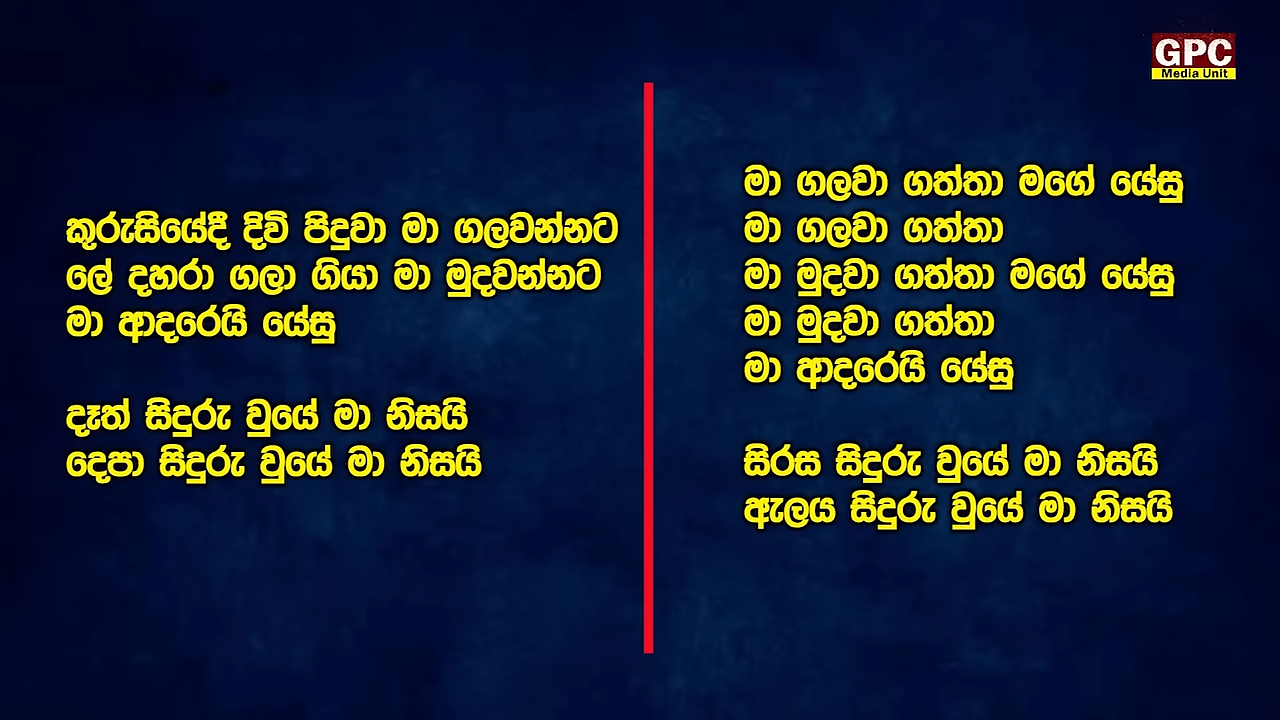 GPC
Media Unit
කුරුසියේදී දිවි පිදුවා මා ගලවන්නට
ලේ දහරා ගලා ගියා මා මුදවන්නට
මා ආදරෙයි යේසු
දෑත් සිදුරු වුයේ මා නිසයි
දෙපා සිදුරු වුයේ මා නිසයි
මා ගලවා ගත්තා මගේ යේසු
මා ගලවා ගත්තා
මා මුදවා ගත්තා මගේ යේසු
මා මුදවා ගත්තා
මා ආදරෙයි යේසු
සිරස සිදුරු වුයේ මා නිසයි
ඇලය සිදුරු වුයේ මා නිසයි